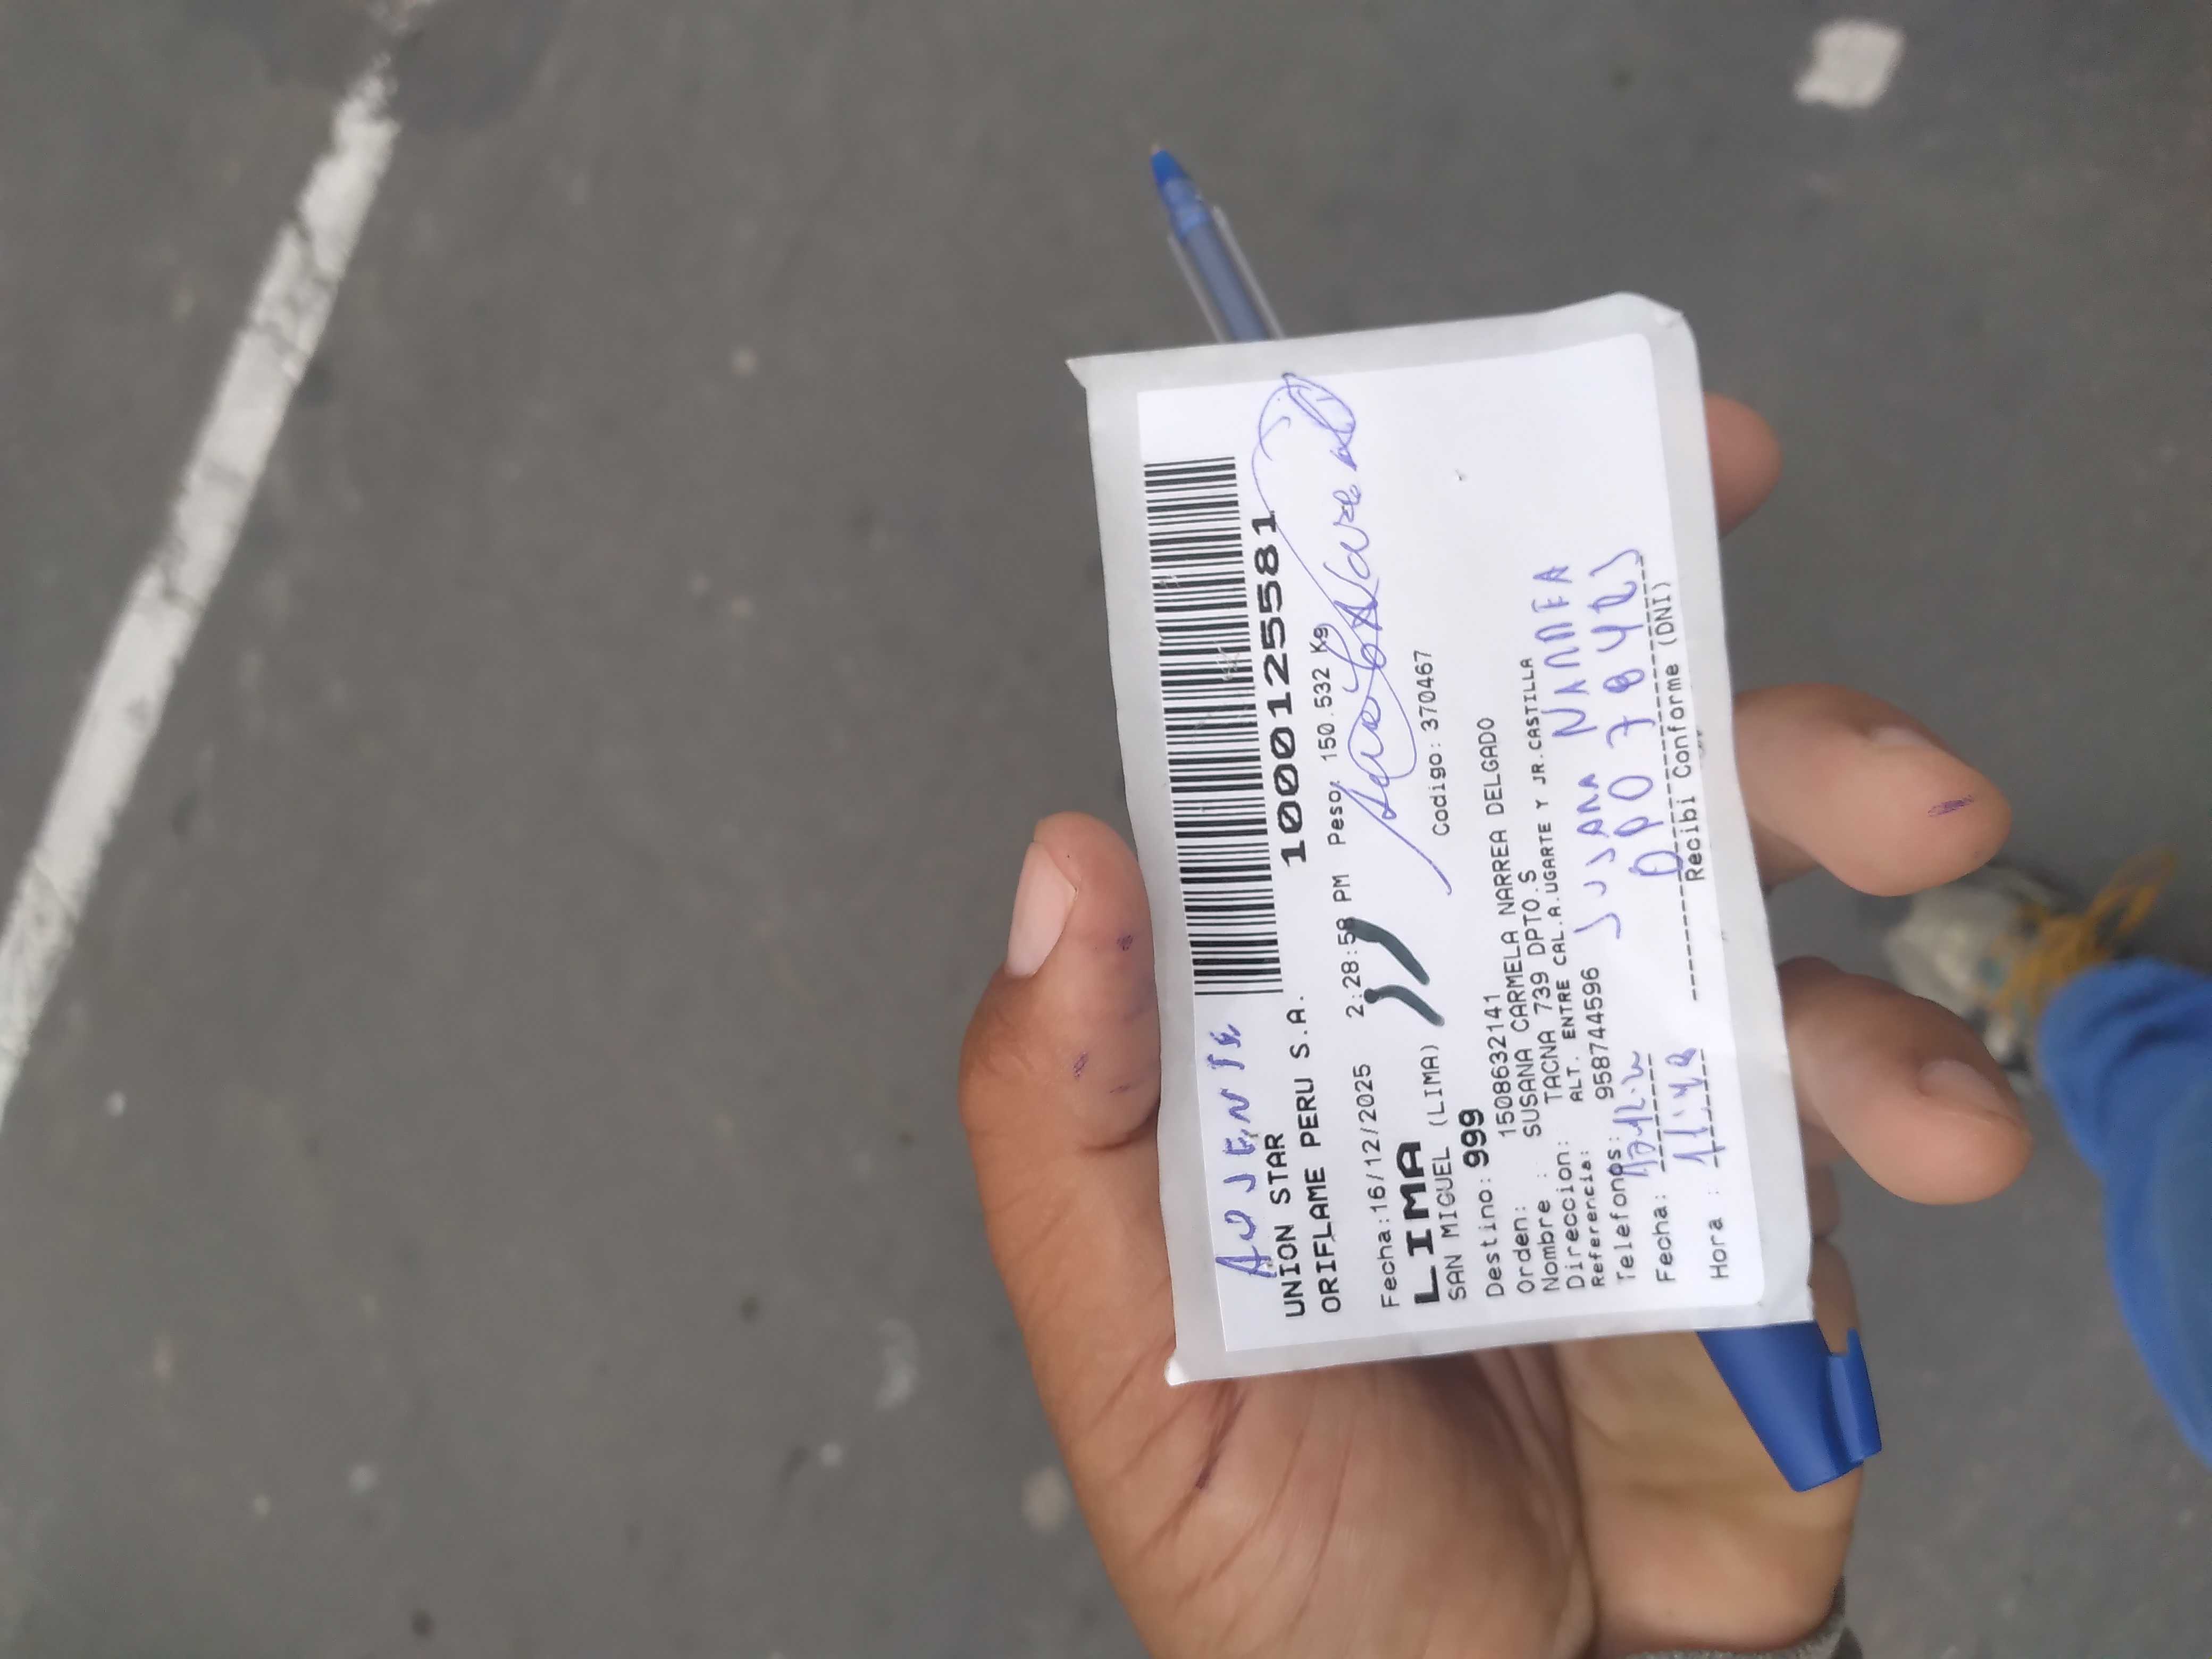 AUSENTE
UNION STAR
ORIFLAME PERU S.A. 10001255581
Fecha:16/12/2025 2:28:58 PM Peso: 150.532 Kg
LIMA
SAN MIGUEL (LIMA) Codigo: 370467
Destino: 999
Orden: 1508632141
Nombre : SUSANA CARMELA NARREA DELGADO
Direccion: TACNA 739 DPTO.S
Referencia: ALT. ENTRE CAL.A.UGARTE Y JR.CASTILLA
Telefonos: 958744596
SUSANA NARREA
Fecha:
Recibi Conforme (DNI)
Hora :